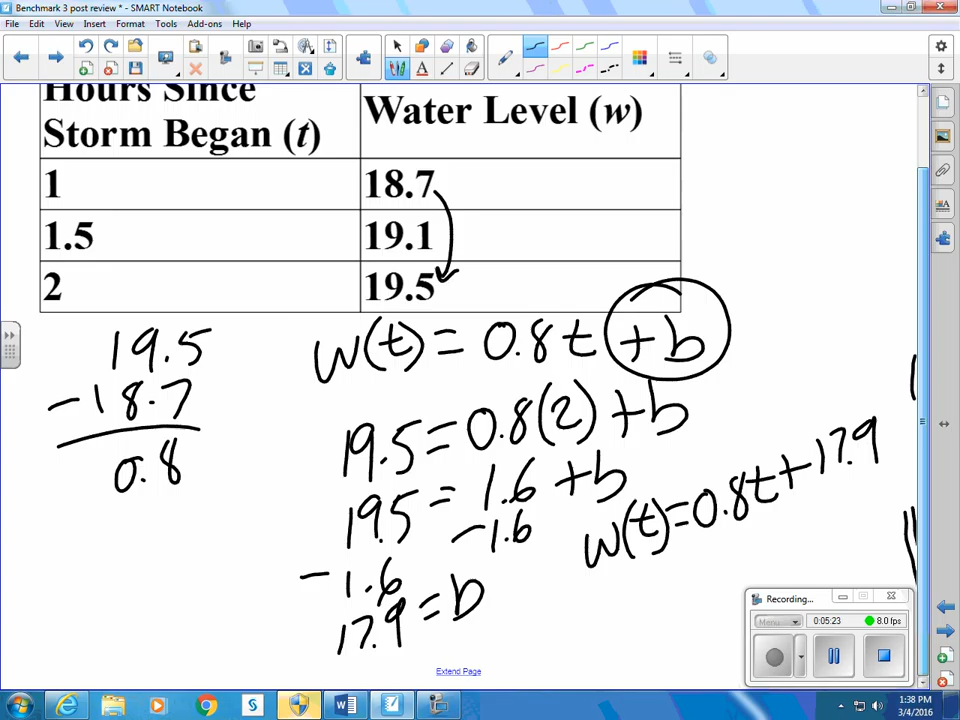 Benchmark 3 post review * - SMART Notebook
File Edit View Insert Format Tools Add-ons Help
Hours Since
Storm Began (t)
Water Level (w)
1 18.7
1.5 19.1
2 19.5
19.5
-18.7
0.8
w(t) = 0.8t + b
19.5 = 0.8(2) + b
19.5 = 1.6 + b
-1.6
-1.6
17.9 = b
w(t) = 0.8t + 17.9
Recording...
Menu
0:05:23
8.0 fps
Extend Page
1:38 PM
3/4/2016